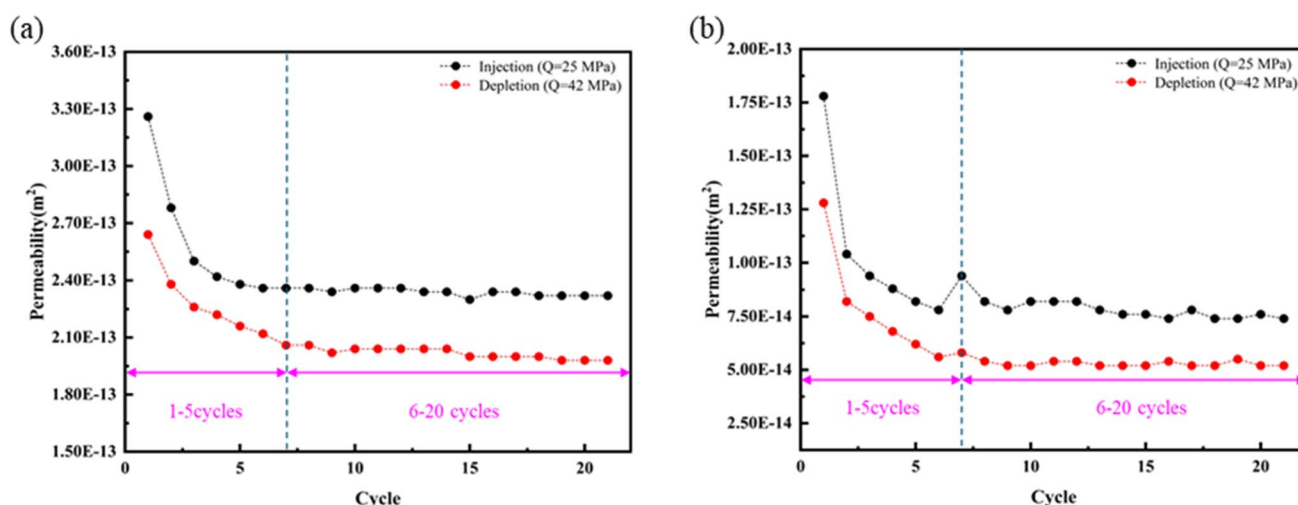 (a)
3.60E-13
3.30E-13
3.00E-13
2.70E-13
2.40E-13
2.10E-13
1.80E-13
1.50E-13
Permeability(m²)
Injection (Q=25 MPa)
Depletion (Q=42 MPa)
1-5cycles
6-20 cycles
0 5 10 15 20
Cycle
(b)
2.00E-13
1.75E-13
1.50E-13
1.25E-13
1.00E-13
7.50E-14
5.00E-14
2.50E-14
Permeability(m²)
Injection (Q=25 MPa)
Depletion (Q=42 MPa)
1-5cycles
6-20 cycles
0 5 10 15 20
Cycle